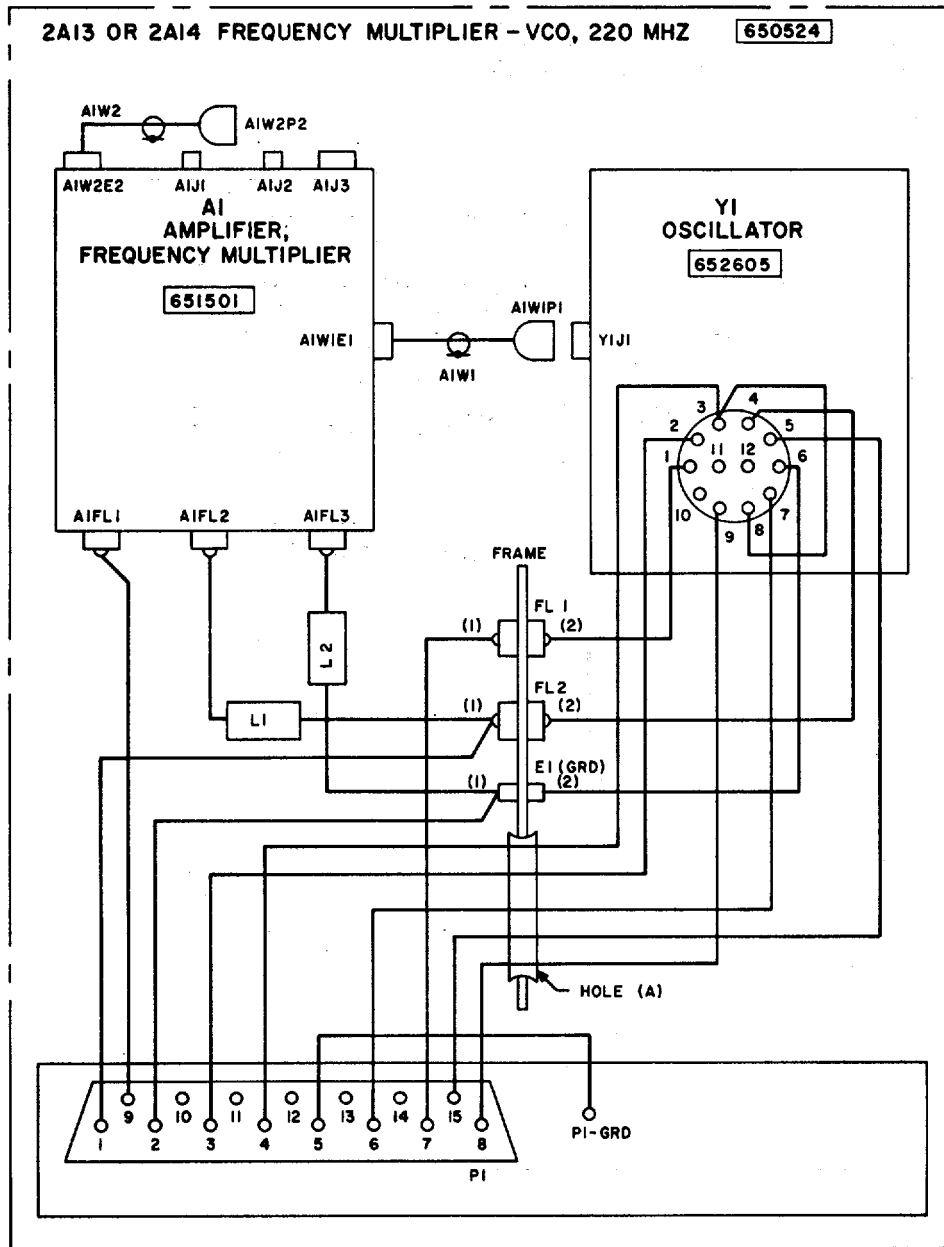 2A13 OR 2A14 FREQUENCY MULTIPLIER - VCO, 220 MHZ 650524
A1W2
A1W2P2
A1W2E2 A1J1 A1J2 A1J3
A1
AMPLIFIER,
FREQUENCY MULTIPLIER
651501
Y1
OSCILLATOR
652605
A1W1E1
A1W1
A1W1P1
Y1J1
3 4
2 5
1 11 12 6
10 7
9 8
A1FL1 A1FL2 A1FL3
FRAME
FL 1
(1) (2)
L2
FL2
(1) (2)
L1
E1 (GRD)
(1) (2)
HOLE (A)
9 10 11 12 13 14 15
1 2 3 4 5 6 7 8
P1
P1-GRD